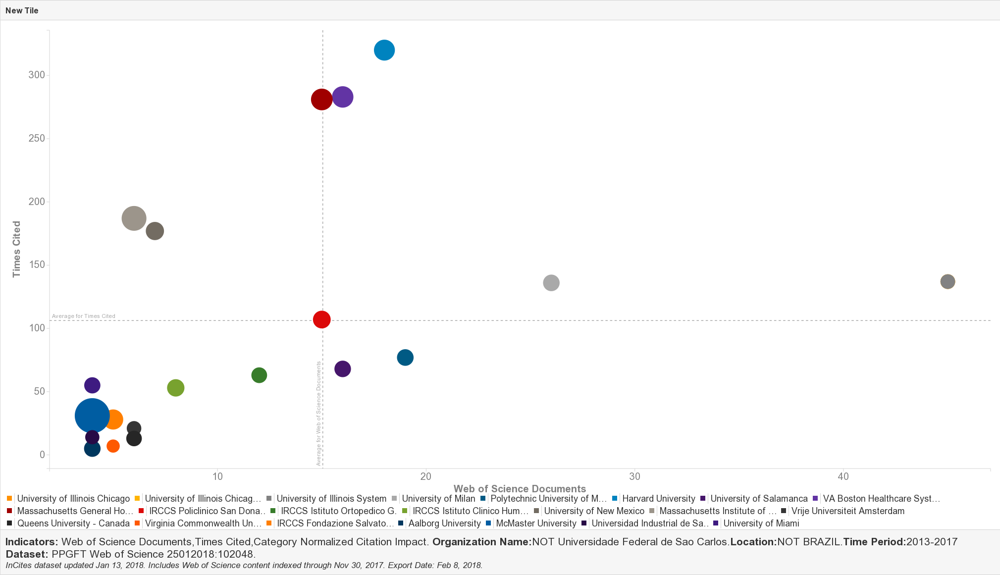 New Tile
300
250
200
150
100
50
0
Times Cited
Average for Times Cited
Average for Web of Science Documents
10 20 30 40
Web of Science Documents
University of Illinois Chicago University of Illinois Chicag... University of Illinois System University of Milan Polytechnic University of M... Harvard University University of Salamanca VA Boston Healthcare Syst...
Massachusetts General Ho... IRCCS Policlinico San Dona.. IRCCS Istituto Ortopedico G. IRCCS Istituto Clinico Hum... University of New Mexico Massachusetts Institute of ... Vrije Universiteit Amsterdam
Queens University - Canada Virginia Commonwealth Un... IRCCS Fondazione Salvato... Aalborg University McMaster University Universidad Industrial de Sa.. University of Miami
Indicators: Web of Science Documents,Times Cited,Category Normalized Citation Impact. Organization Name:NOT Universidade Federal de Sao Carlos.Location:NOT BRAZIL.Time Period:2013-2017
Dataset: PPGFT Web of Science 25012018:102048.
InCites dataset updated Jan 13, 2018. Includes Web of Science content indexed through Nov 30, 2017. Export Date: Feb 8, 2018.